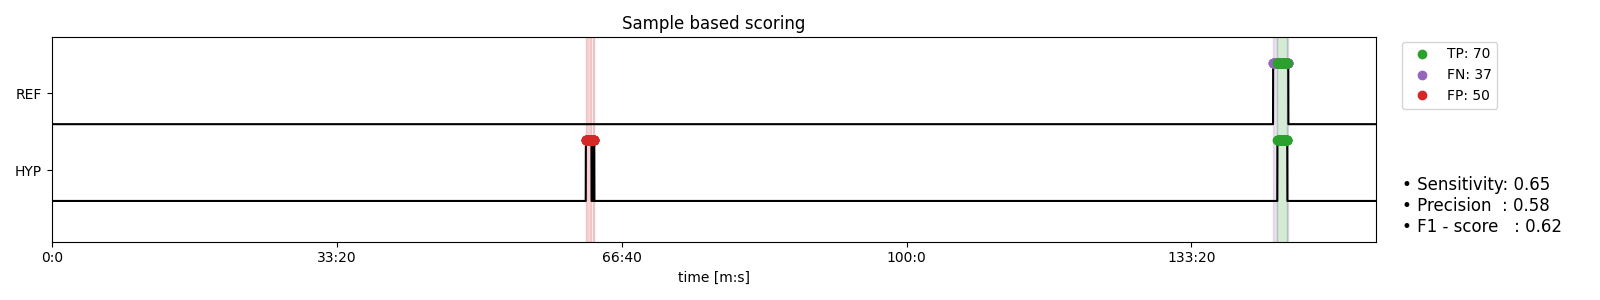 Sample based scoring
REF
HYP
0:0
33:20
66:40
100:0
133:20
time [m:s]
TP: 70
FN: 37
FP: 50
• Sensitivity: 0.65
• Precision  : 0.58
• F1 - score   : 0.62